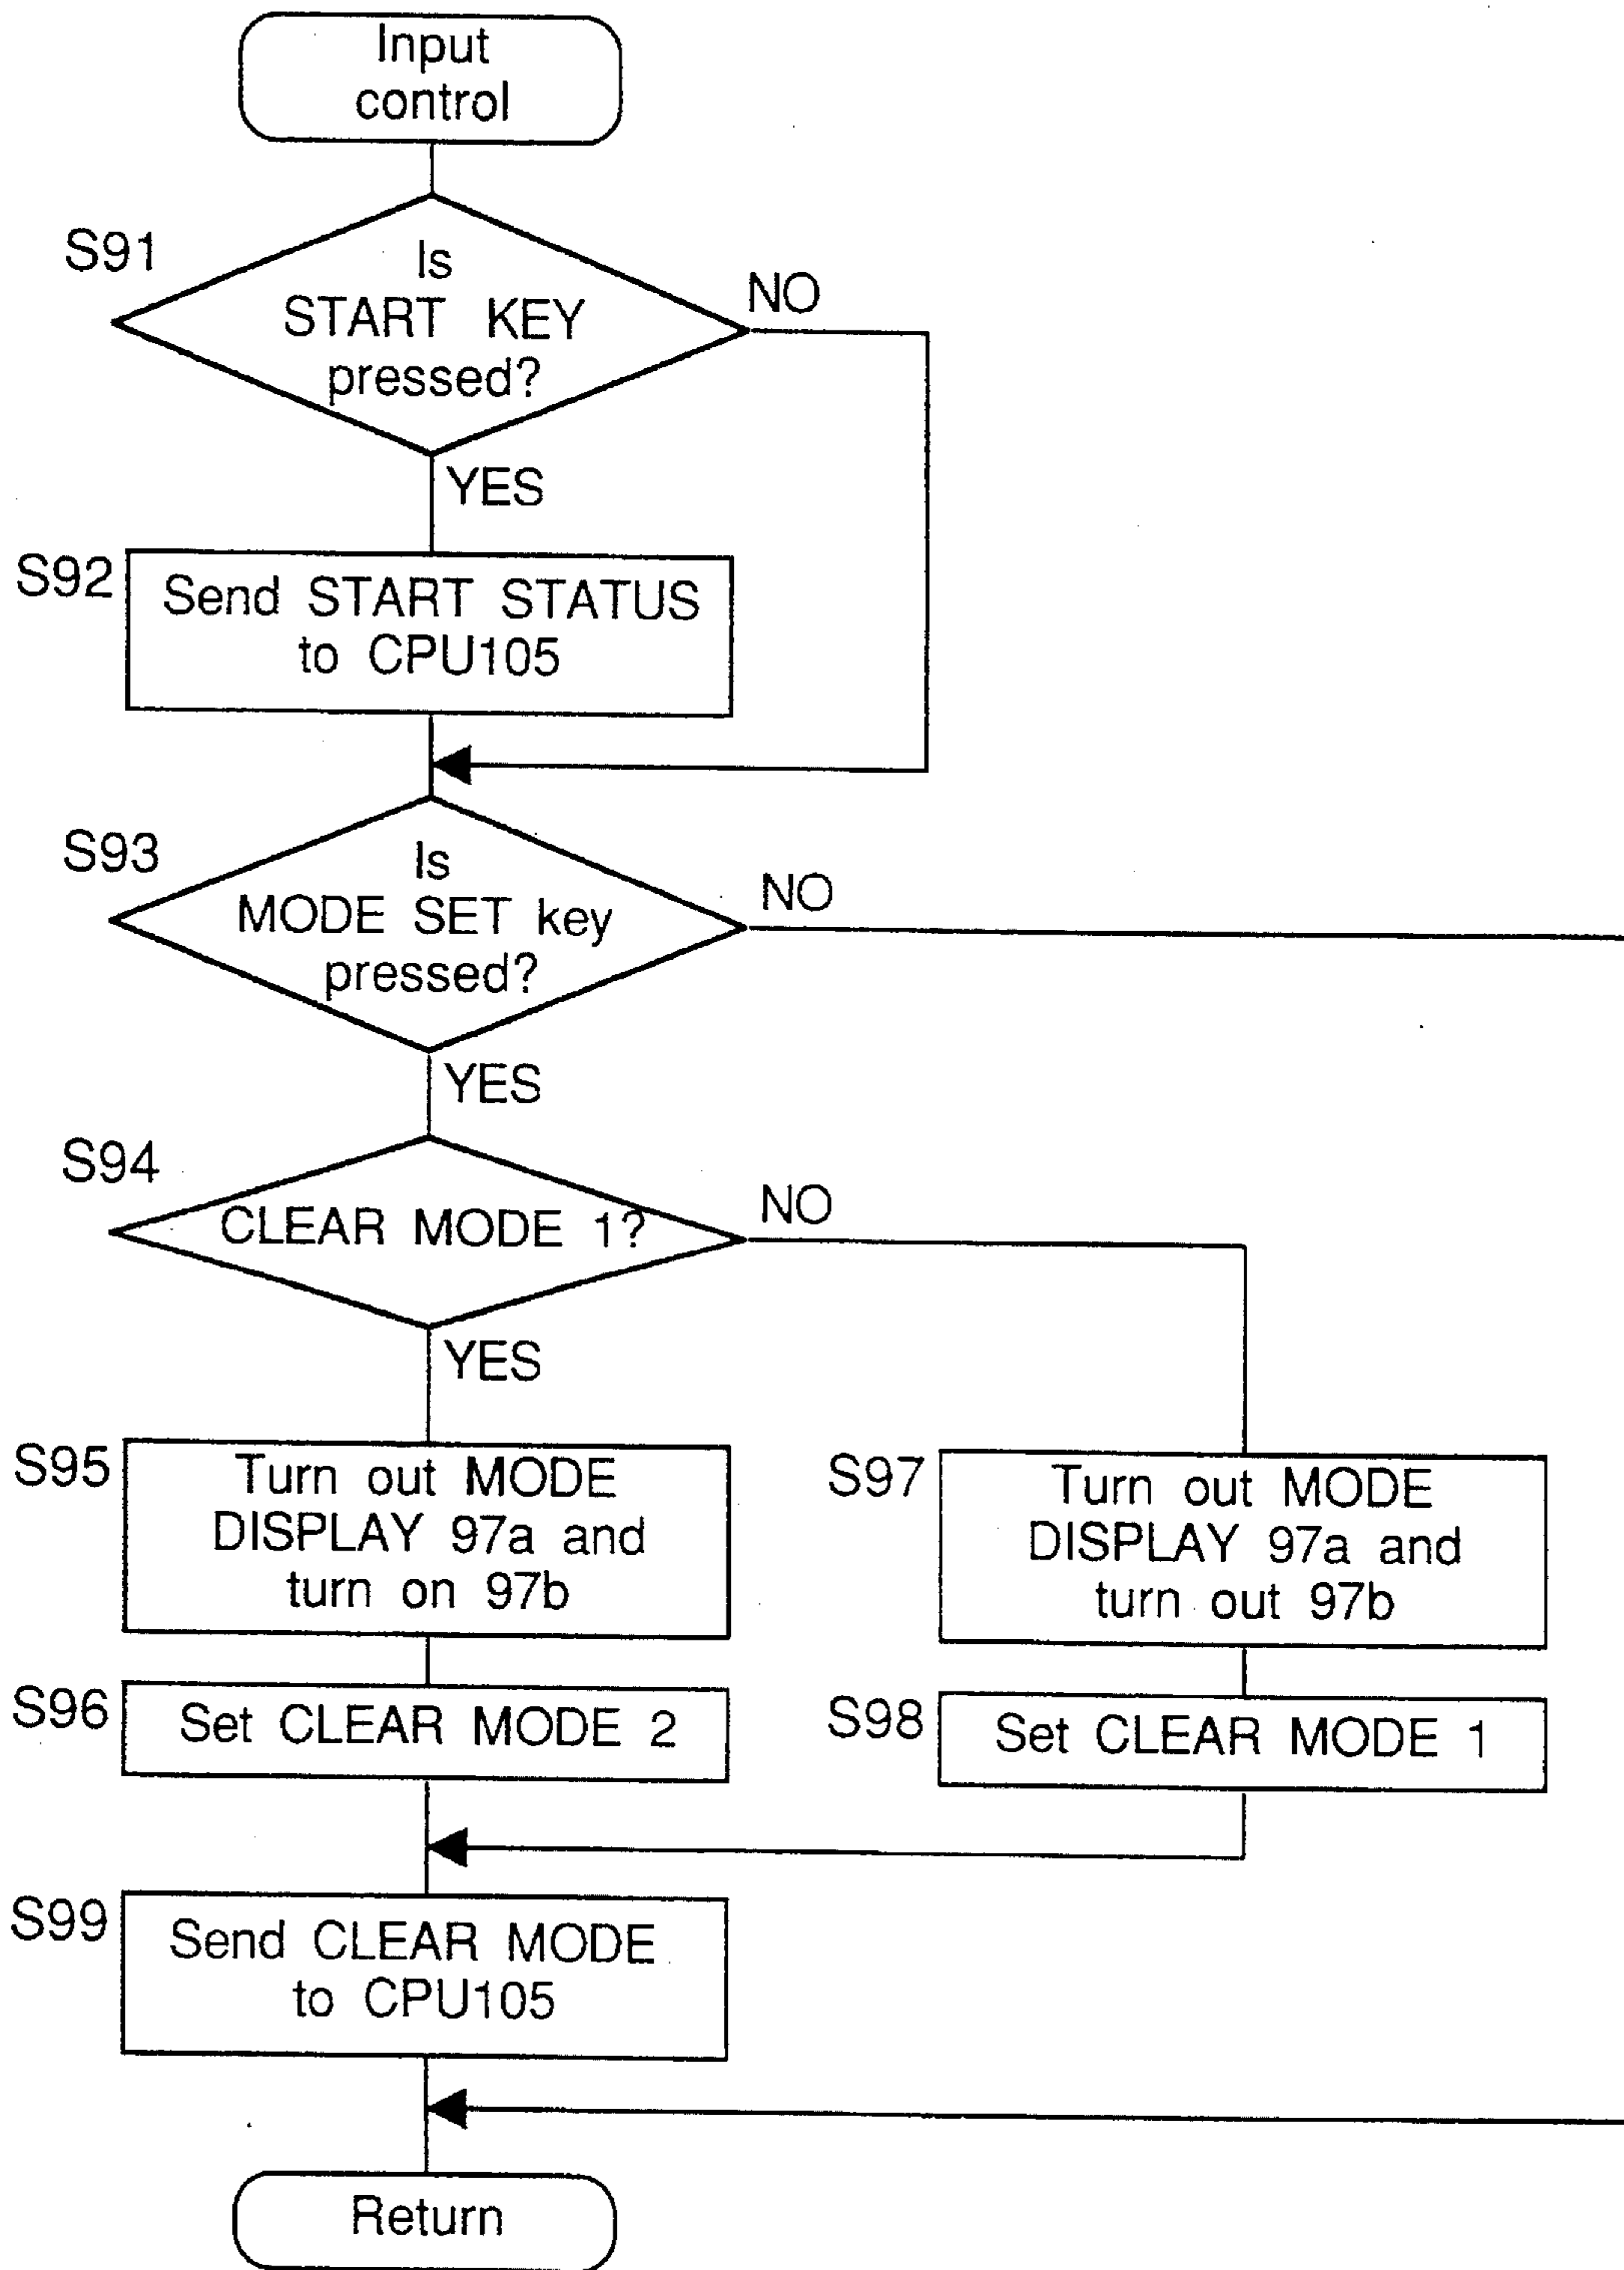 Input
control
S91
Is
START KEY
pressed?
NO
YES
S92
Send START STATUS
to CPU105
S93
Is
MODE SET key
pressed?
NO
YES
S94
CLEAR MODE 1?
NO
YES
S95
Turn out MODE
DISPLAY 97a and
turn on 97b
S97
Turn out MODE
DISPLAY 97a and
turn out 97b
S96
Set CLEAR MODE 2
S98
Set CLEAR MODE 1
S99
Send CLEAR MODE
to CPU105
Return